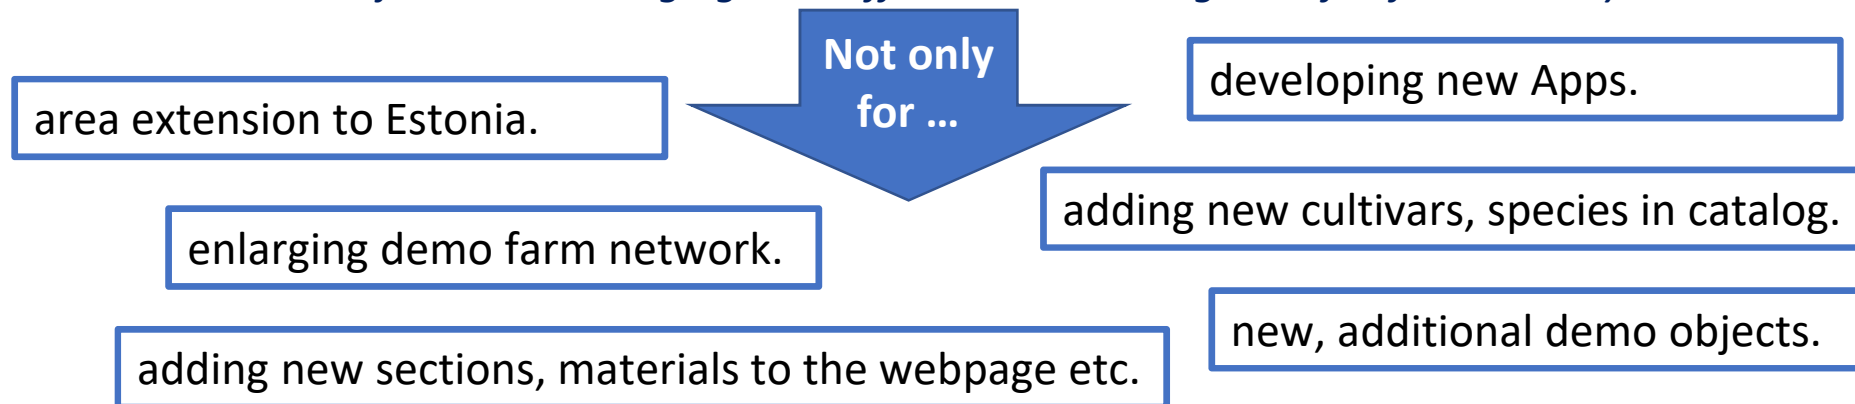 Not only
for ...
developing new Apps.
area extension to Estonia.
adding new cultivars, species in catalog.
enlarging demo farm network.
new, additional demo objects.
adding new sections, materials to the webpage etc.